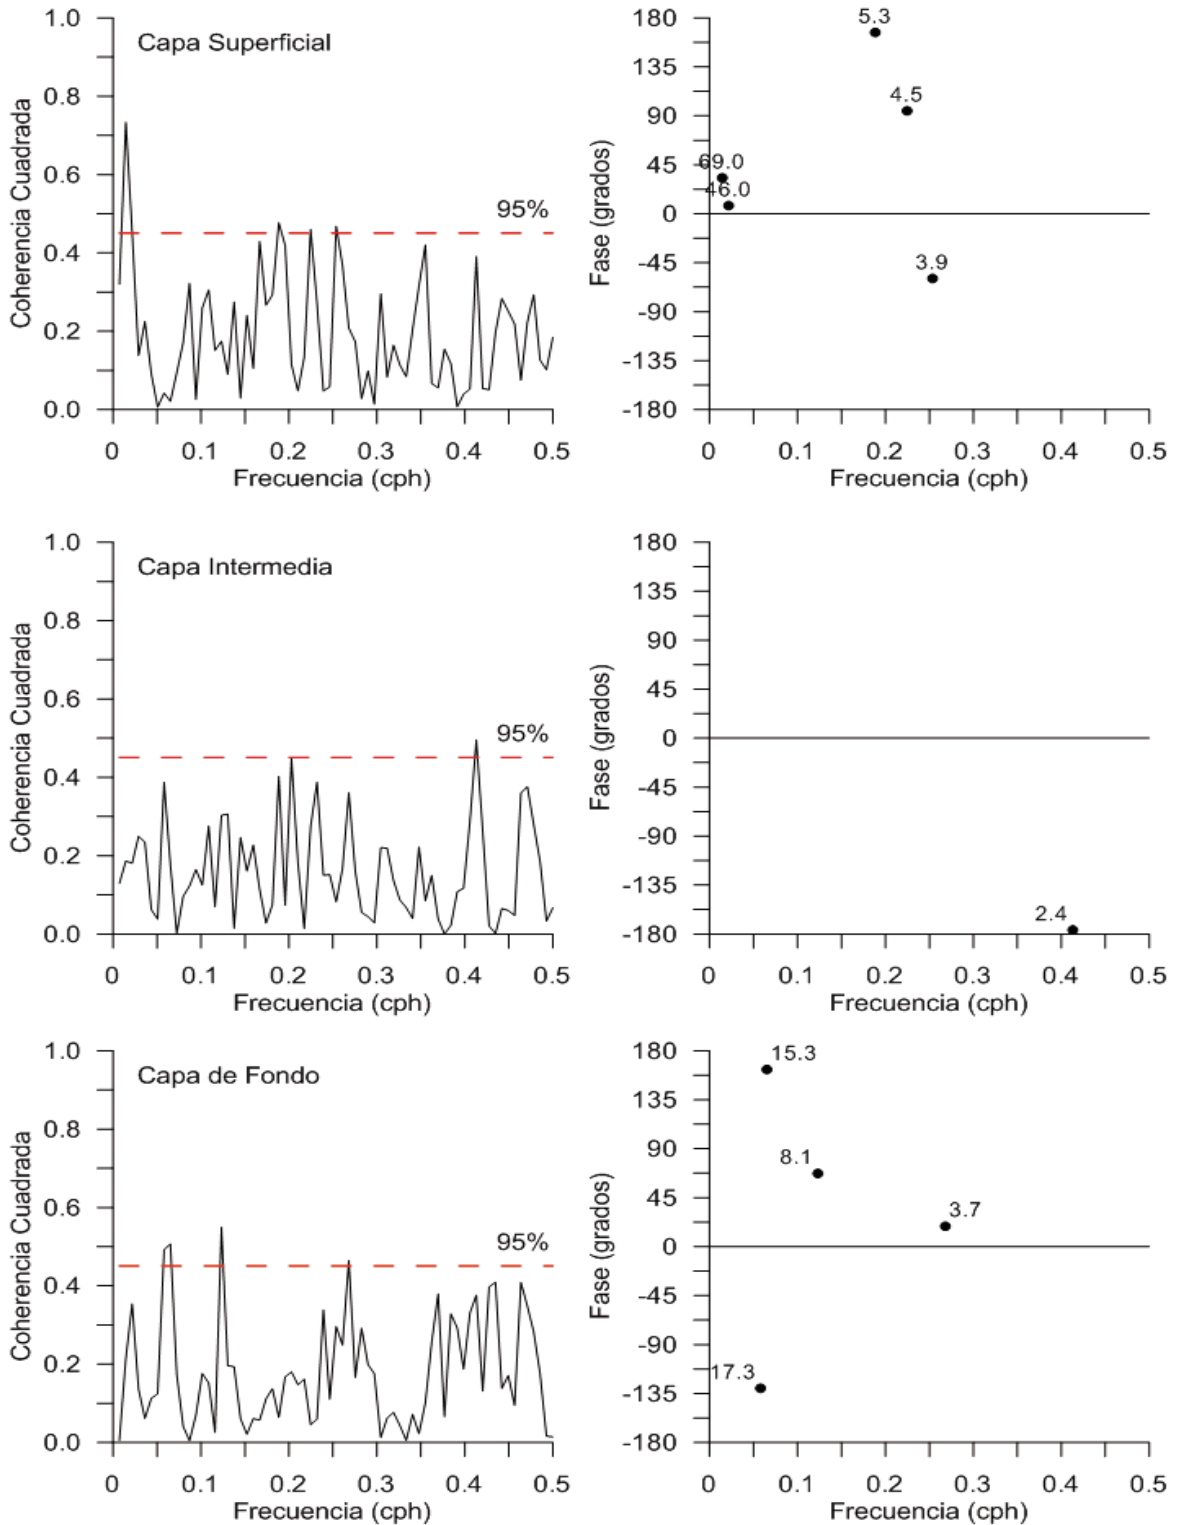 1.0
0.8
0.6
0.4
0.2
0.0
Coherencia Cuadrada
Capa Superficial
95%
0 0.1 0.2 0.3 0.4 0.5
Frecuencia (cph)
180
135
90
45
0
-45
-90
-135
-180
Fase (grados)
5.3
4.5
69.0
46.0
3.9
0 0.1 0.2 0.3 0.4 0.5
Frecuencia (cph)
1.0
0.8
0.6
0.4
0.2
0.0
Coherencia Cuadrada
Capa Intermedia
95%
0 0.1 0.2 0.3 0.4 0.5
Frecuencia (cph)
180
135
90
45
0
-45
-90
-135
-180
Fase (grados)
2.4
0 0.1 0.2 0.3 0.4 0.5
Frecuencia (cph)
1.0
0.8
0.6
0.4
0.2
0.0
Coherencia Cuadrada
Capa de Fondo
95%
0 0.1 0.2 0.3 0.4 0.5
Frecuencia (cph)
180
135
90
45
0
-45
-90
-135
-180
Fase (grados)
15.3
8.1
3.7
17.3
0 0.1 0.2 0.3 0.4 0.5
Frecuencia (cph)